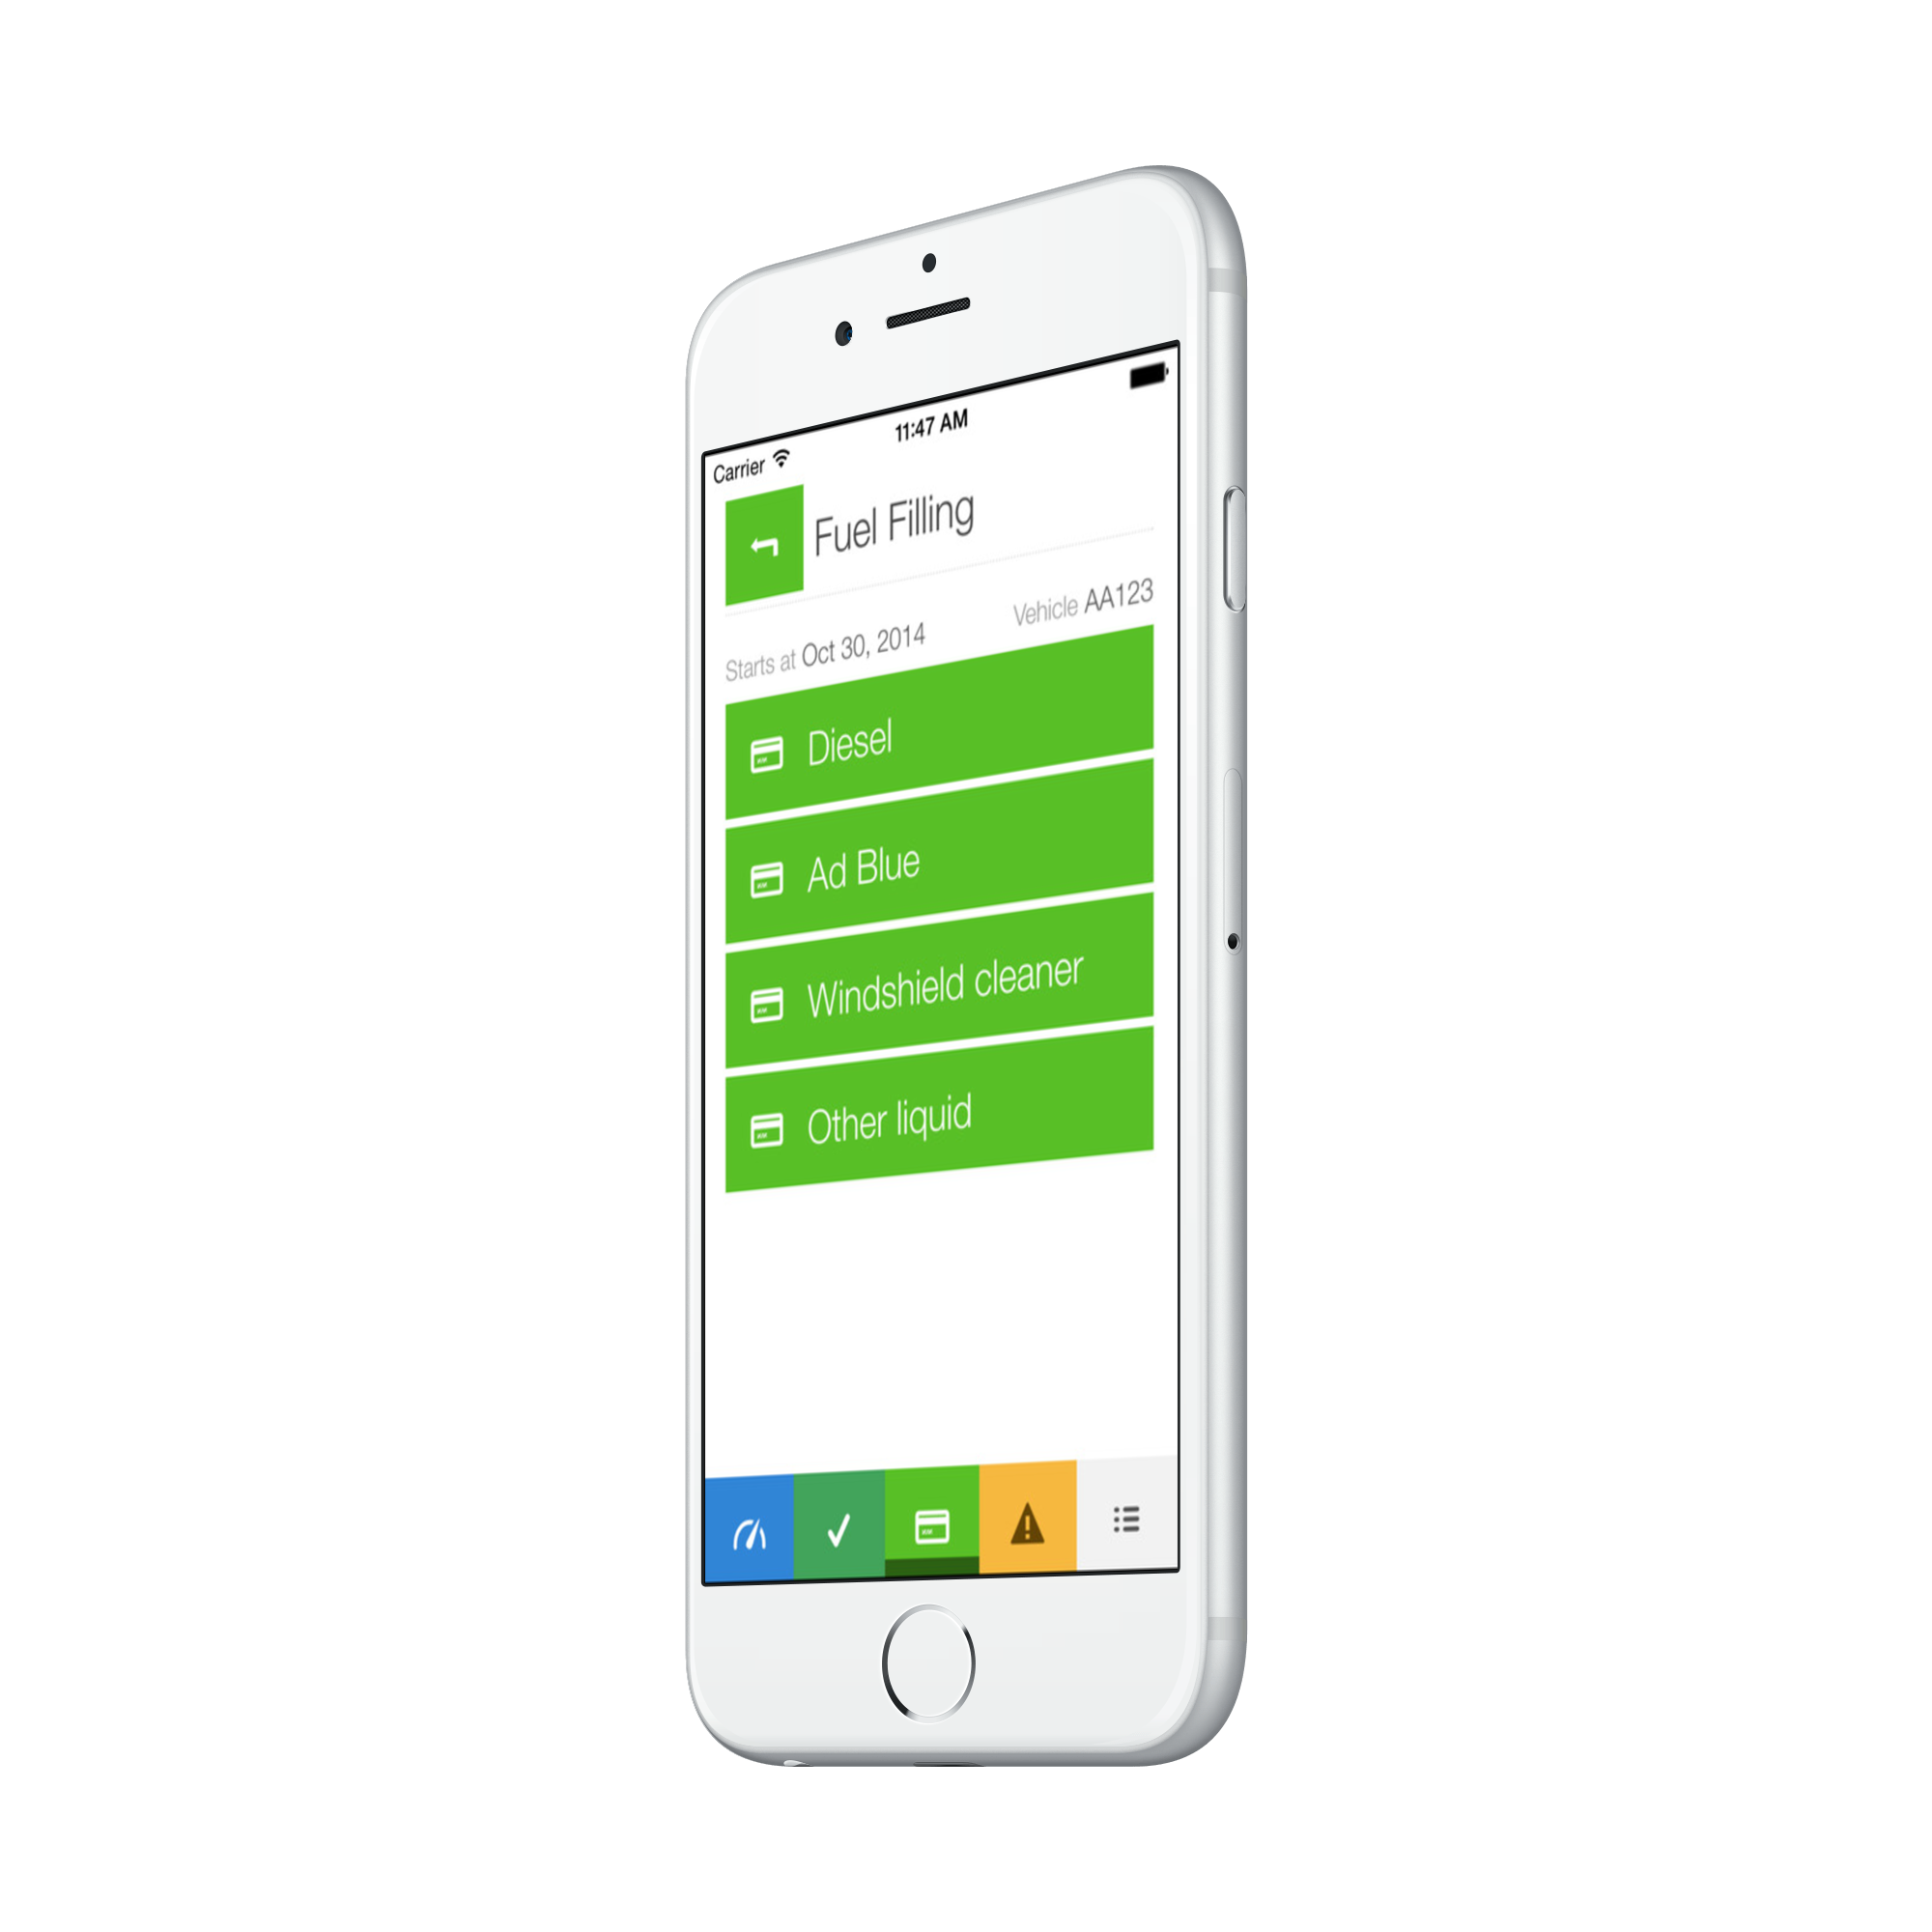 Carrier 11:47 AM
Fuel Filling
Starts at Oct 30, 2014 Vehicle AA123
Diesel
Ad Blue
Windshield cleaner
Other liquid